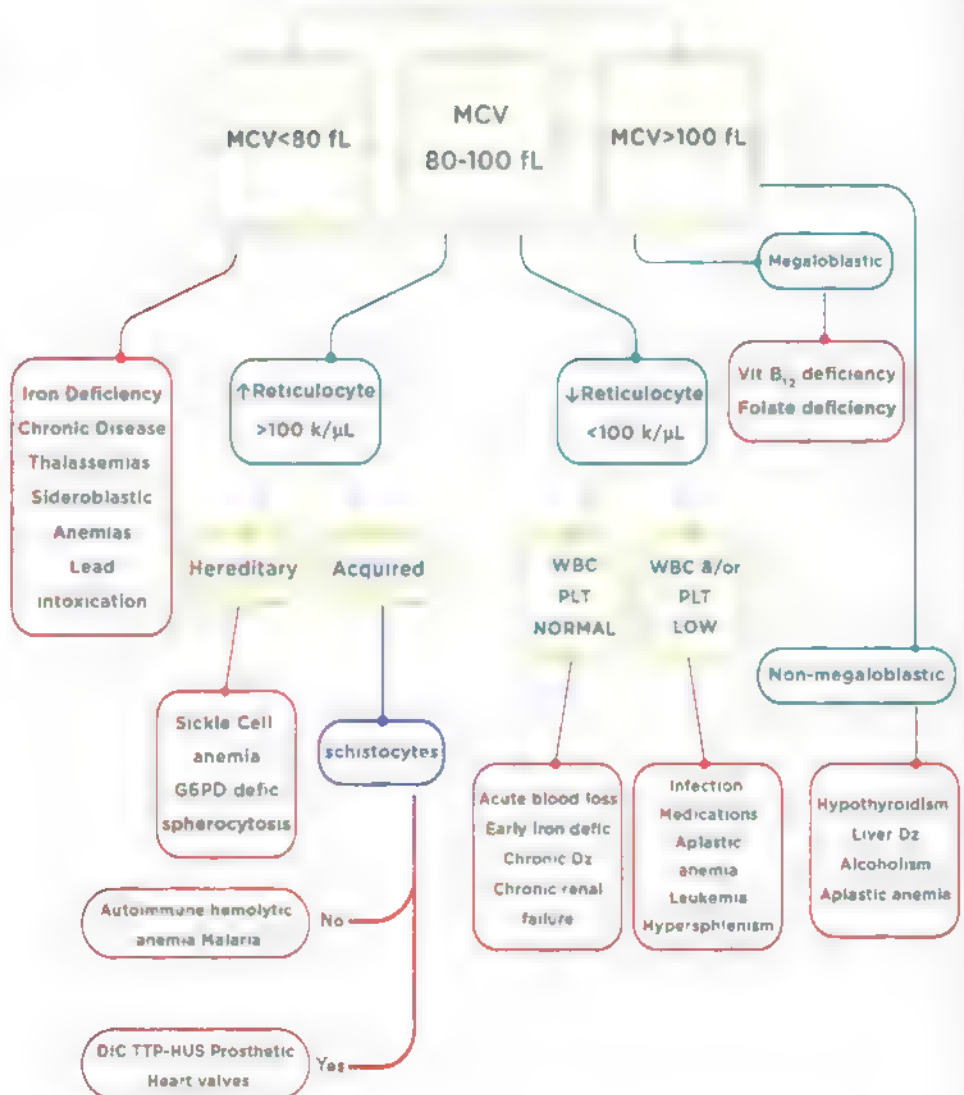 MCV<80 fL
MCV
80-100 fL
MCV>100 fL
Megaloblastic
Vit B₁₂ deficiency
Folate deficiency
Iron Deficiency
Chronic Disease
Thalassemias
Sideroblastic
Anemias
Lead
intoxication
↑Reticulocyte
>100 k/µL
↓Reticulocyte
<100 k/µL
Hereditary
Acquired
WBC
PLT
NORMAL
WBC &/or
PLT
LOW
Non-megaloblastic
Sickle Cell
anemia
G6PD defic
spherocytosis
schistocytes
Acute blood loss
Early Iron defic
Chronic Dz
Chronic renal
failure
Infection
Medications
Aplastic
anemia
Leukemia
Hypersphenism
Hypothyroidism
Liver Dz
Alcoholism
Aplastic anemia
Autoimmune hemolytic
anemia Malaria
No
DIC TTP-HUS Prosthetic
Heart valves
Yes